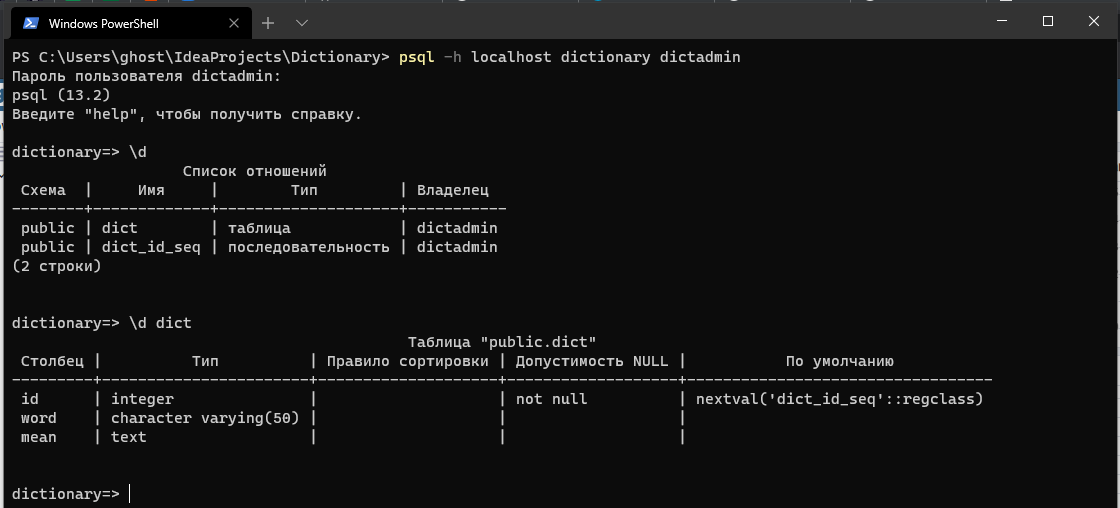 Windows PowerShell
PS C:\Users\ghost\IdeaProjects\Dictionary> psql -h localhost dictionary dictadmin
Пароль пользователя dictadmin:
psql (13.2)
Введите "help", чтобы получить справку.
dictionary=> \d
Список отношений
Схема | Имя | Тип | Владелец
--------+-------------+--------------------+-----------
public | dict | таблица | dictadmin
public | dict_id_seq | последовательность | dictadmin
(2 строки)
dictionary=> \d dict
Таблица "public.dict"
Столбец | Тип | Правило сортировки | Допустимость NULL | По умолчанию
---------+-----------------------+--------------------+-------------------+----------------------------------
id | integer | | not null | nextval('dict_id_seq'::regclass)
word | character varying(50) | | |
mean | text | | |
dictionary=>